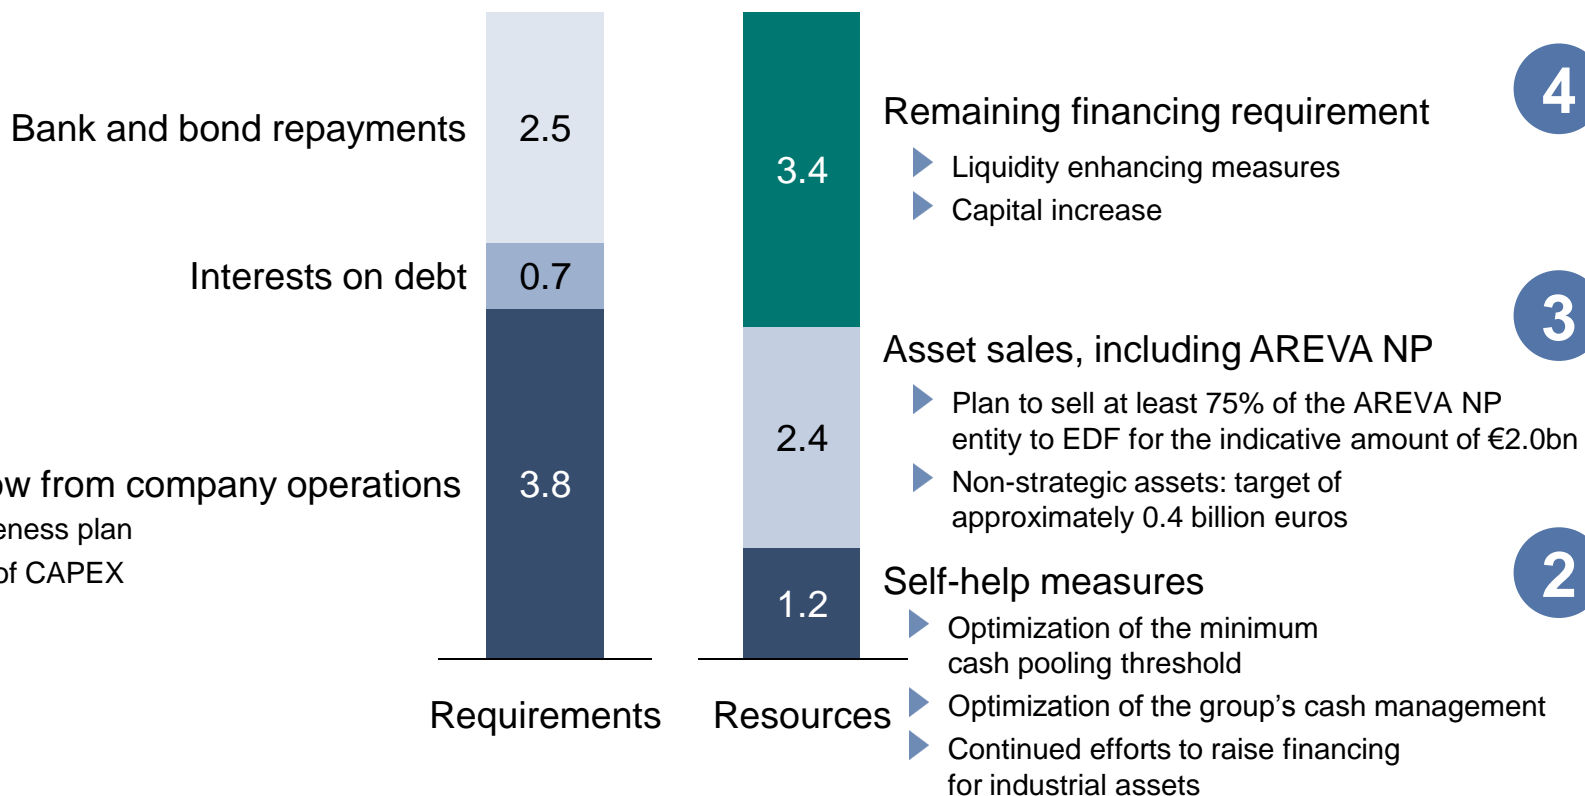 Bank and bond repayments
2.5
Interests on debt
0.7
from company operations
3.8
plan
of CAPEX
Requirements
3.4
2.4
1.2
Resources
4
Remaining financing requirement
Liquidity enhancing measures
Capital increase
3
Asset sales, including AREVA NP
Plan to sell at least 75% of the AREVA NP
entity to EDF for the indicative amount of €2.0bn
Non-strategic assets: target of
approximately 0.4 billion euros
2
Self-help measures
Optimization of the minimum
cash pooling threshold
Optimization of the group’s cash management
Continued efforts to raise financing
for industrial assets